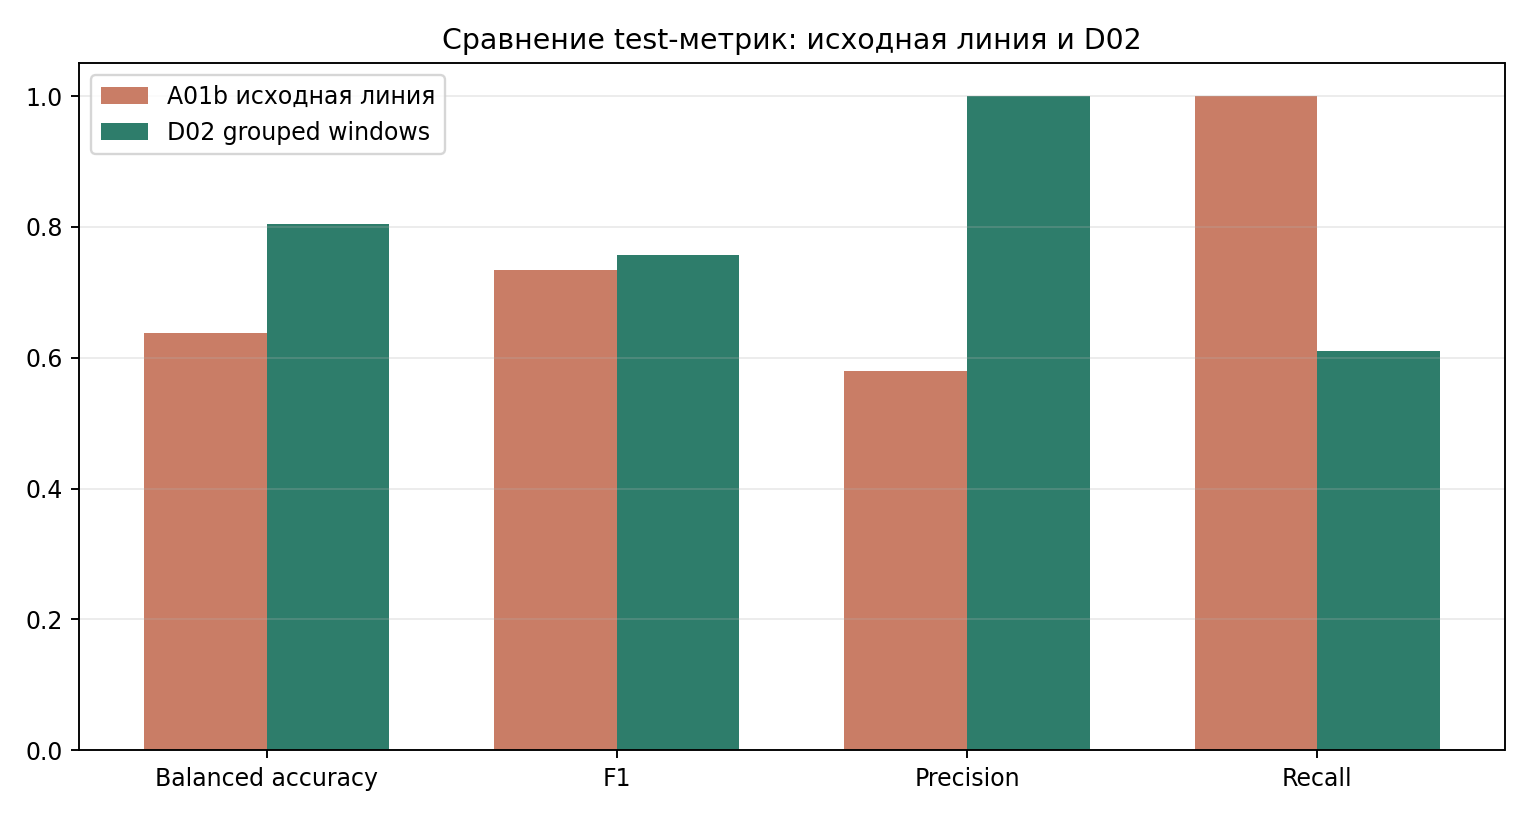 Сравнение test-метрик: исходная линия и D02
A01b исходная линия
D02 grouped windows
1.0
0.8
0.6
0.4
0.2
0.0
Balanced accuracy
F1
Precision
Recall